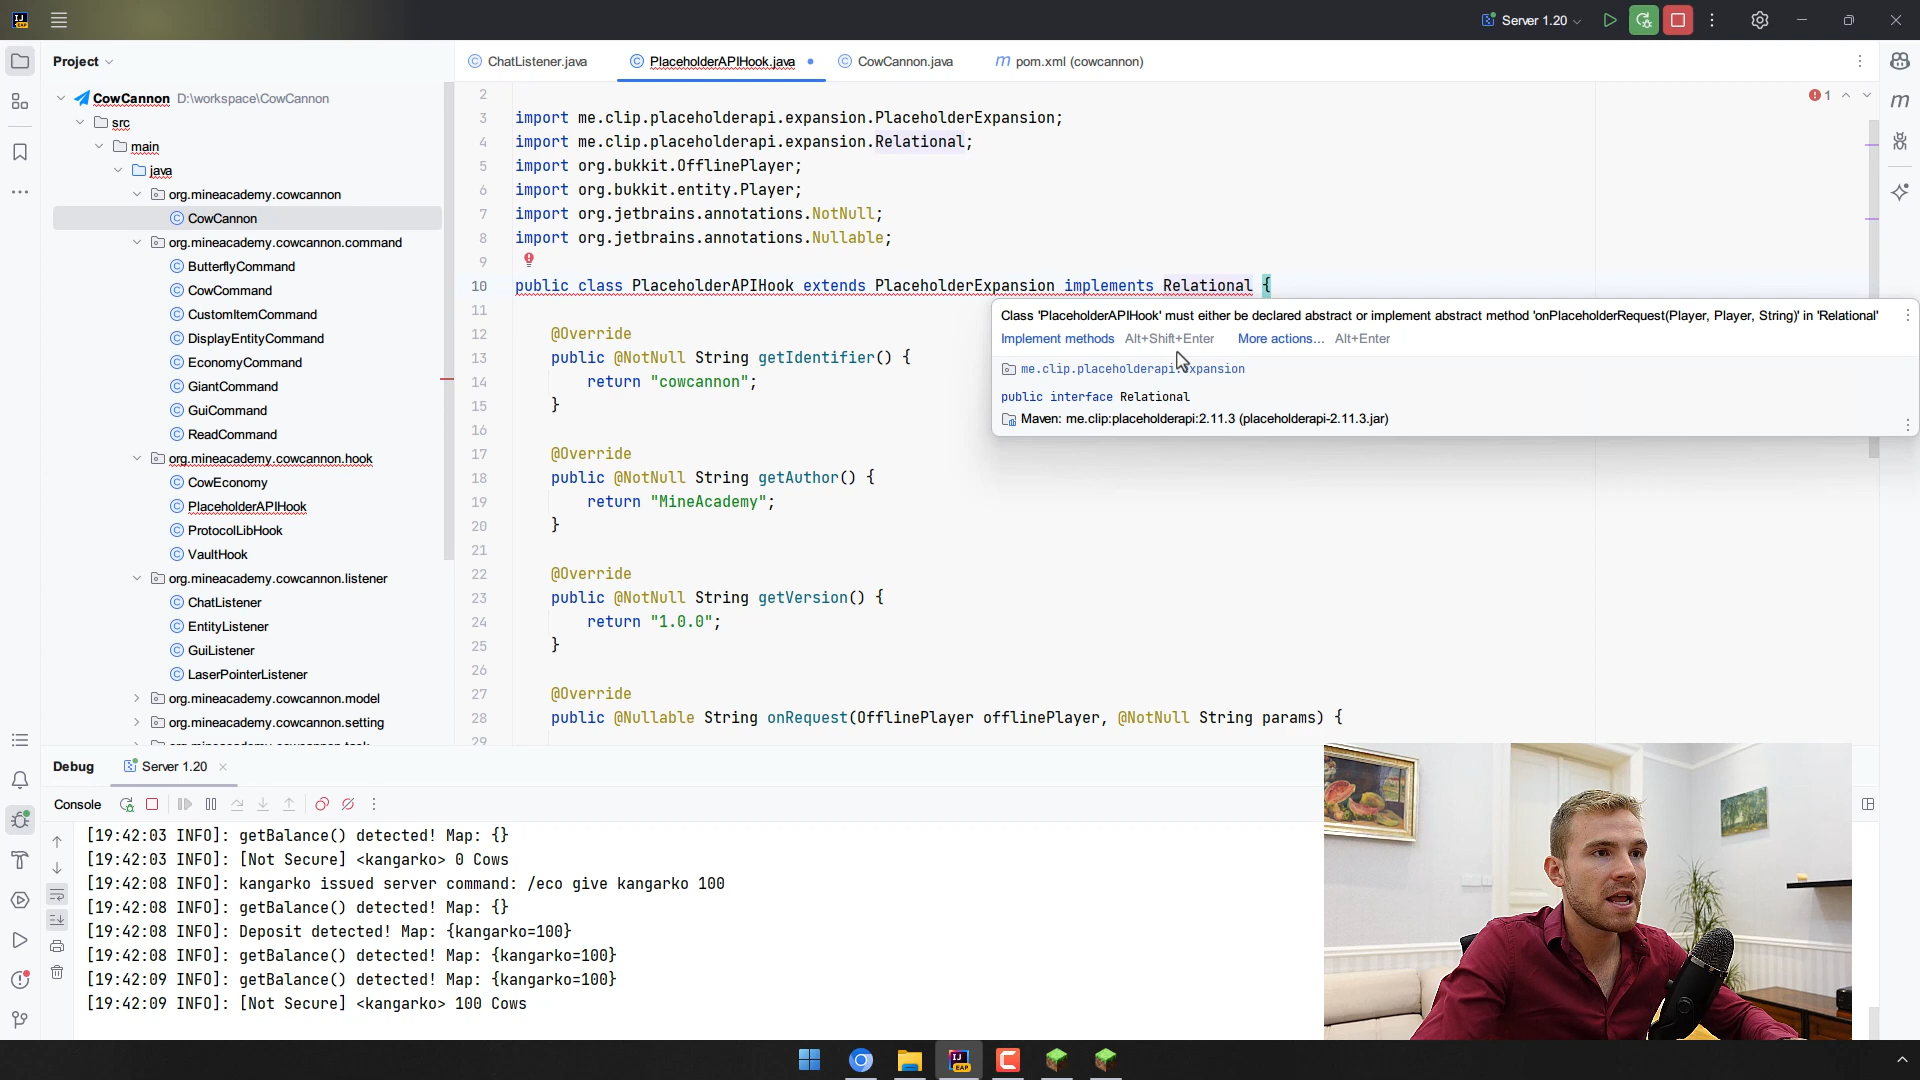 Server 1.20
Project
ChatListener.java
PlaceholderAPIHook.java
CowCannon.java
pom.xml (cowcannon)
CowCannon D:\workspace\CowCannon
src
main
java
org.mineacademy.cowcannon
CowCannon
org.mineacademy.cowcannon.command
ButterflyCommand
CowCommand
CustomItemCommand
DisplayEntityCommand
EconomyCommand
GiantCommand
GuiCommand
ReadCommand
org.mineacademy.cowcannon.hook
CowEconomy
PlaceholderAPIHook
ProtocolLibHook
VaultHook
org.mineacademy.cowcannon.listener
ChatListener
EntityListener
GuiListener
LaserPointerListener
org.mineacademy.cowcannon.model
org.mineacademy.cowcannon.setting
1
2
3 import me.clip.placeholderapi.expansion.PlaceholderExpansion;
4 import me.clip.placeholderapi.expansion.Relational;
5 import org.bukkit.OfflinePlayer;
6 import org.bukkit.entity.Player;
7 import org.jetbrains.annotations.NotNull;
8 import org.jetbrains.annotations.Nullable;
9
10 public class PlaceholderAPIHook extends PlaceholderExpansion implements Relational {
11
12 @Override
13 public @NotNull String getIdentifier() {
14 return "cowcannon";
15 }
16
17 @Override
18 public @NotNull String getAuthor() {
19 return "MineAcademy";
20 }
21
22 @Override
23 public @NotNull String getVersion() {
24 return "1.0.0";
25 }
26
27 @Override
28 public @Nullable String onRequest(OfflinePlayer offlinePlayer, @NotNull String params) {
29
Class 'PlaceholderAPIHook' must either be declared abstract or implement abstract method 'onPlaceholderRequest(Player, Player, String)' in 'Relational'
Implement methods Alt+Shift+Enter More actions... Alt+Enter
me.clip.placeholderapi.expansion
public interface Relational
Maven: me.clip:placeholderapi:2.11.3 (placeholderapi-2.11.3.jar)
Debug
Server 1.20
Console
[19:42:03 INFO]: getBalance() detected! Map: {}
[19:42:03 INFO]: [Not Secure] <kangarko> 0 Cows
[19:42:08 INFO]: kangarko issued server command: /eco give kangarko 100
[19:42:08 INFO]: getBalance() detected! Map: {}
[19:42:08 INFO]: Deposit detected! Map: {kangarko=100}
[19:42:08 INFO]: getBalance() detected! Map: {kangarko=100}
[19:42:09 INFO]: getBalance() detected! Map: {kangarko=100}
[19:42:09 INFO]: [Not Secure] <kangarko> 100 Cows